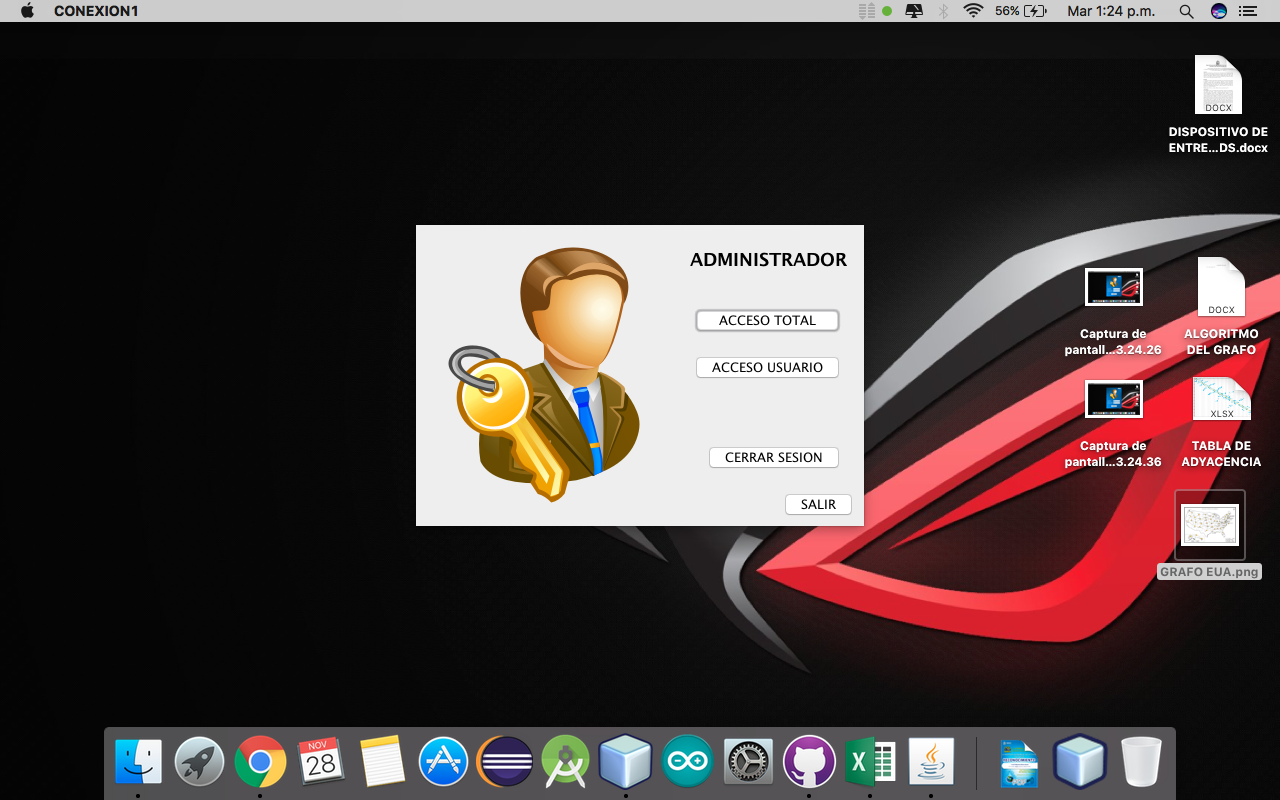 CONEXION1
56%
Mar 1:24 p.m.
DOCX
DISPOSITIVO DE
ENTRE...DS.docx
ADMINISTRADOR
ACCESO TOTAL
ACCESO USUARIO
CERRAR SESION
SALIR
Captura de
pantall...3.24.26
DOCX
ALGORITMO
DEL GRAFO
Captura de
pantall...3.24.36
XLSX
TABLA DE
ADYACENCIA
GRAFO EUA.png
NOV
28